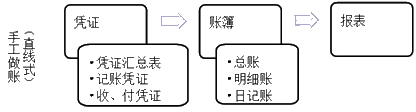 手工做账
（直线式）
凭证
•凭证汇总表
•记账凭证
•收、付凭证
账簿
•总账
•明细账
•日记账
报表